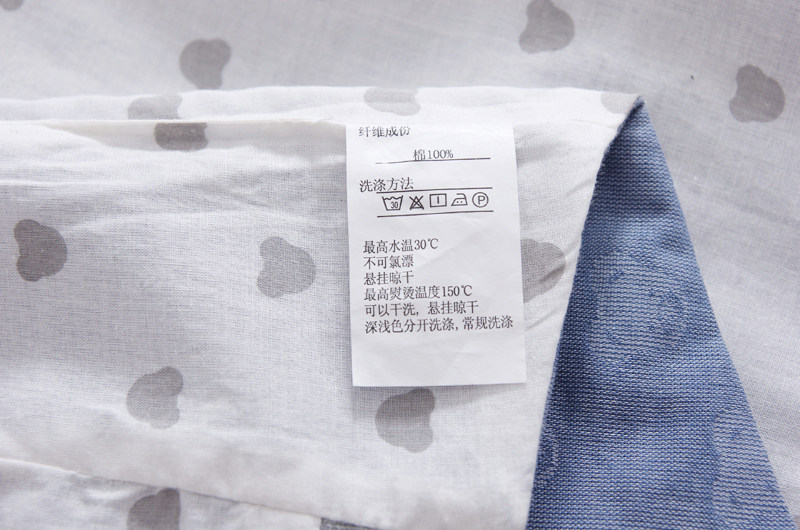 纤维成份
棉100%
洗涤方法
30 P
最高水温30℃
不可氯漂
悬挂晾干
最高熨烫温度150℃
可以干洗, 悬挂晾干
深浅色分开洗涤, 常规洗涤